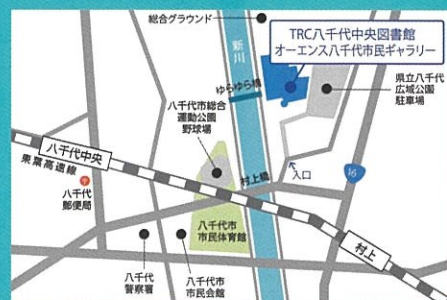 総合グラウンド
TRC八千代中央図書館
オーエンス八千代市民ギャラリー
新川
ゆらゆら橋
八千代市総合
運動公園
野球場
県立八千代
広域公園
駐車場
八千代中央
東葉高速線
〒
八千代
郵便局
村上橋
入口
16
村上
八千代市
市民体育館
八千代
警察署
八千代市
市民会館